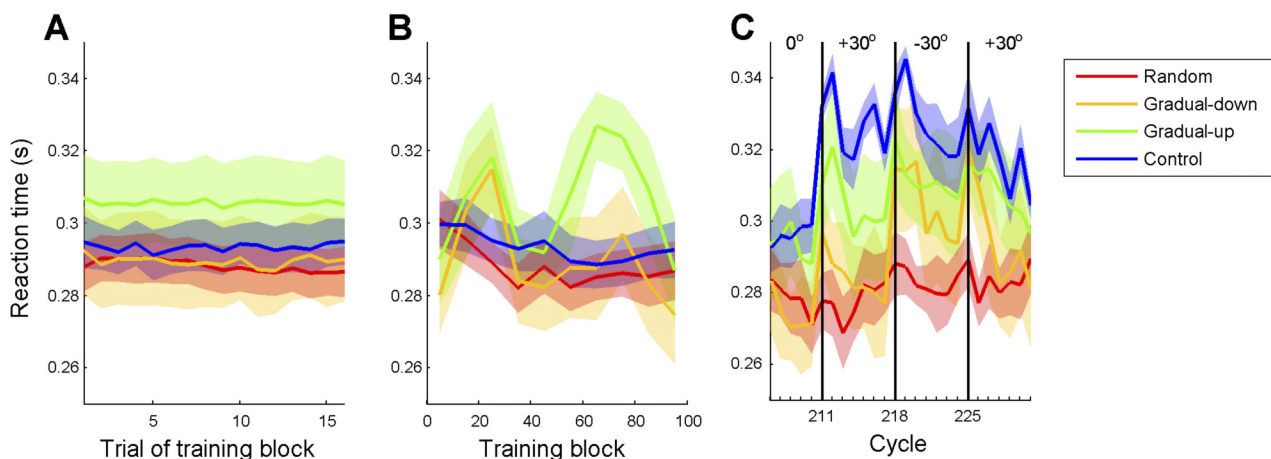 A
B
C
0° +30° -30° +30°
Random
Gradual-down
Gradual-up
Control
Reaction time (s)
0.34
0.32
0.3
0.28
0.26
5 10 15
Trial of training block
0.34
0.32
0.3
0.28
0.26
0 20 40 60 80 100
Training block
0.34
0.32
0.3
0.28
0.26
211 218 225
Cycle